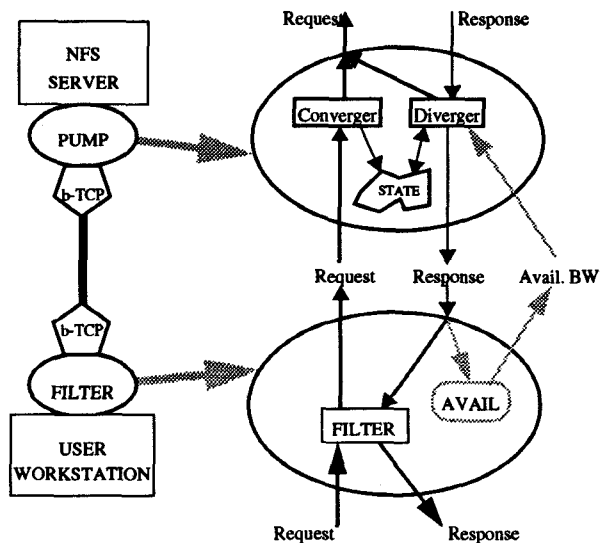 Request
Response
NFS
SERVER
Converger
Diverger
PUMP
b-TCP
STATE
Request
Response
Avail. BW
b-TCP
FILTER
AVAIL
FILTER
USER
WORKSTATION
Request
Response